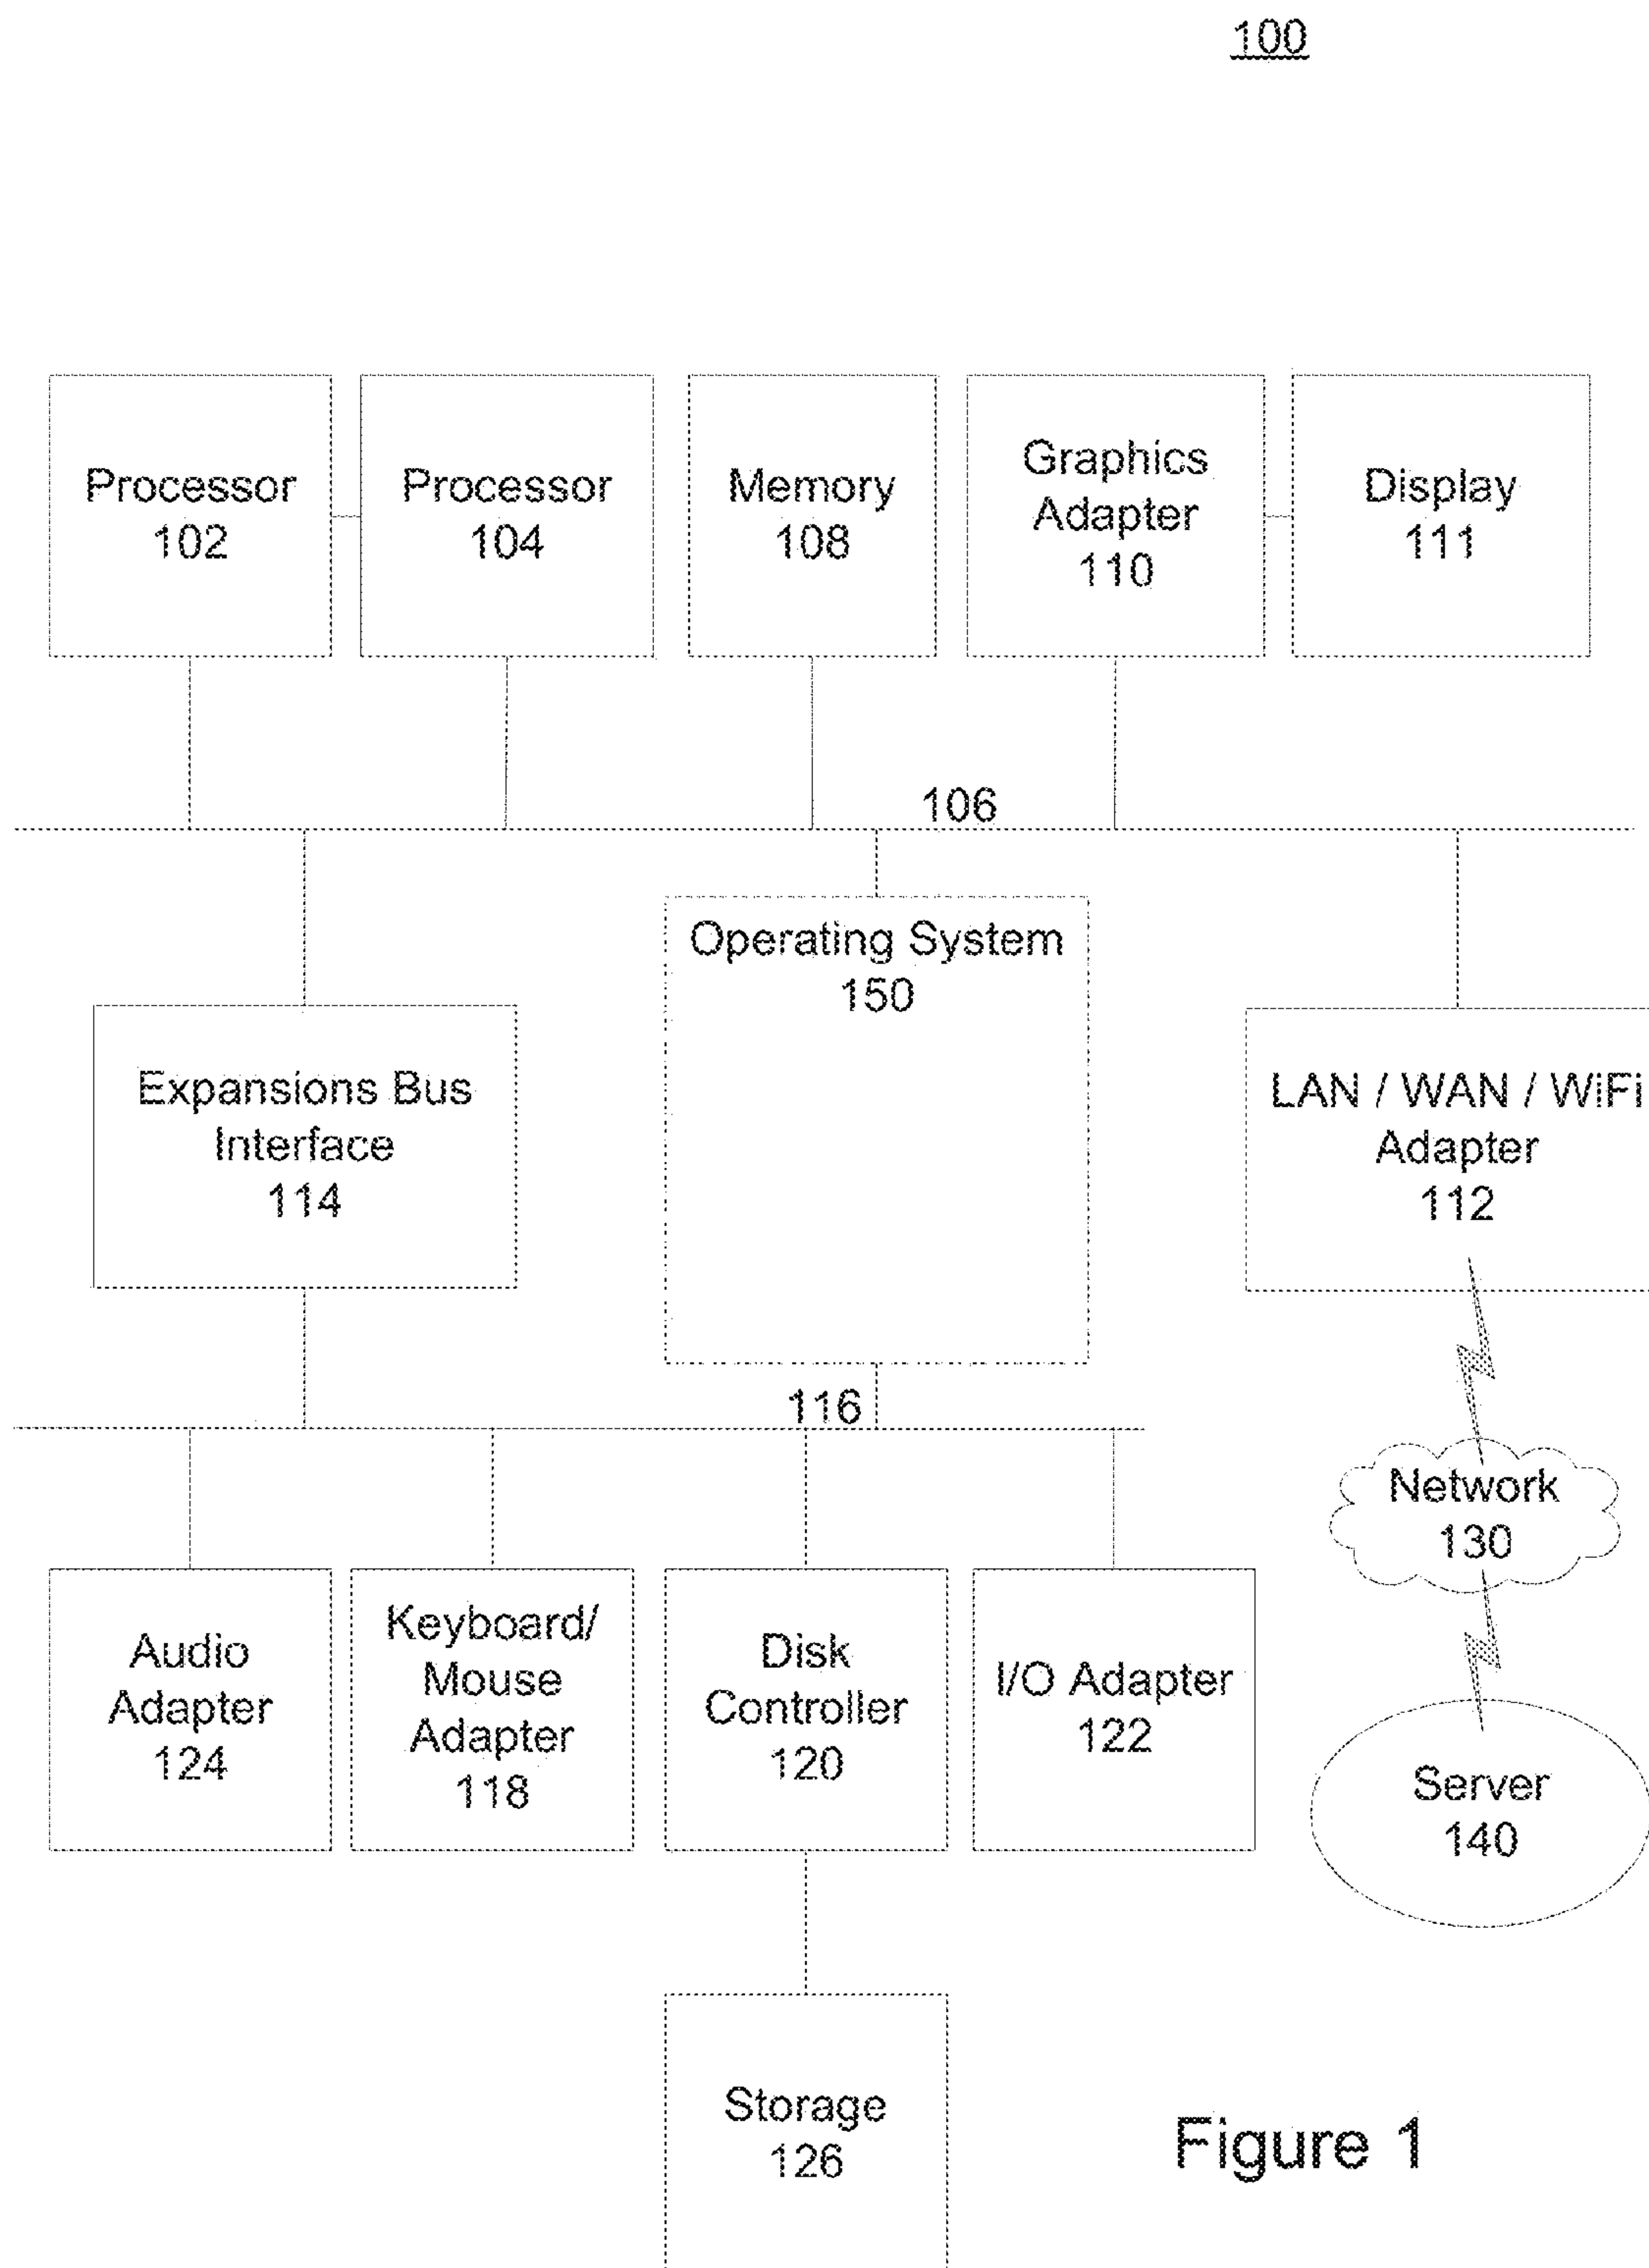 100
Processor
102
Processor
104
Memory
108
Graphics
Adapter
110
Display
111
106
Operating System
150
Expansions Bus
Interface
114
LAN / WAN / WiFi
Adapter
112
116
Network
130
Audio
Adapter
124
Keyboard/
Mouse
Adapter
118
Disk
Controller
120
I/O Adapter
122
Server
140
Storage
126
Figure 1